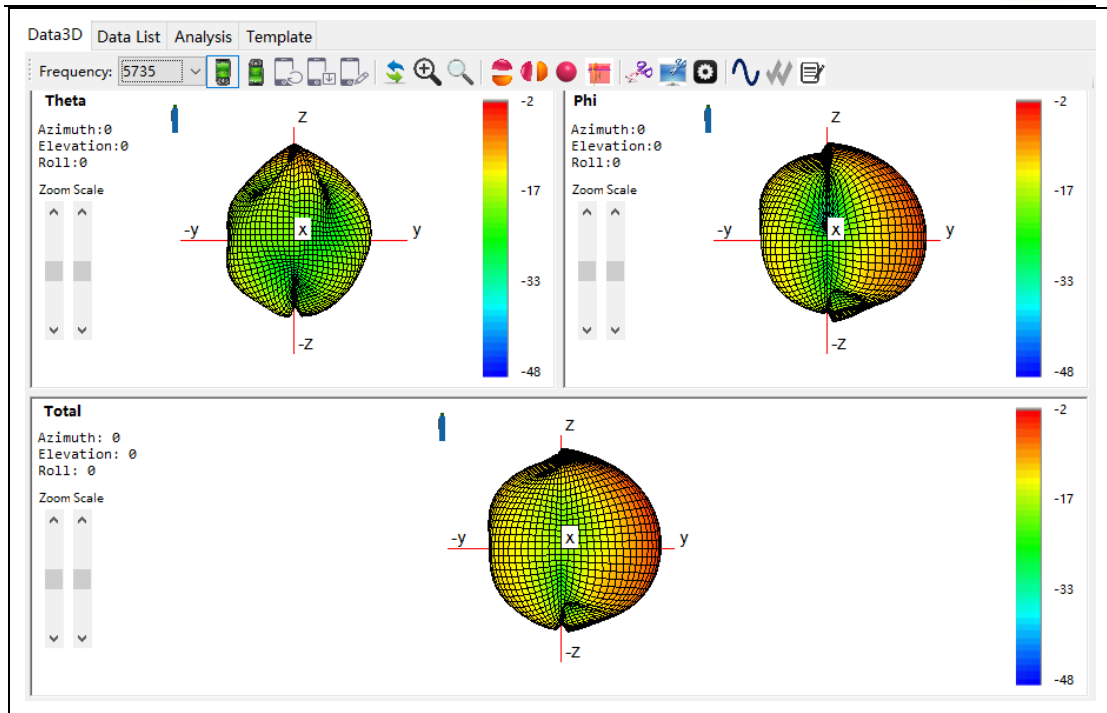 Data3D Data List Analysis Template
Frequency: 5735
Theta
Azimuth:0
Elevation:0
Roll:0
Zoom Scale
Z
-y
x
y
-Z
-2
-17
-33
-48
Phi
Azimuth:0
Elevation:0
Roll:0
Zoom Scale
Z
-y
x
y
-Z
-2
-17
-33
-48
Total
Azimuth: 0
Elevation: 0
Roll: 0
Zoom Scale
Z
-y
x
y
-Z
-2
-17
-33
-48